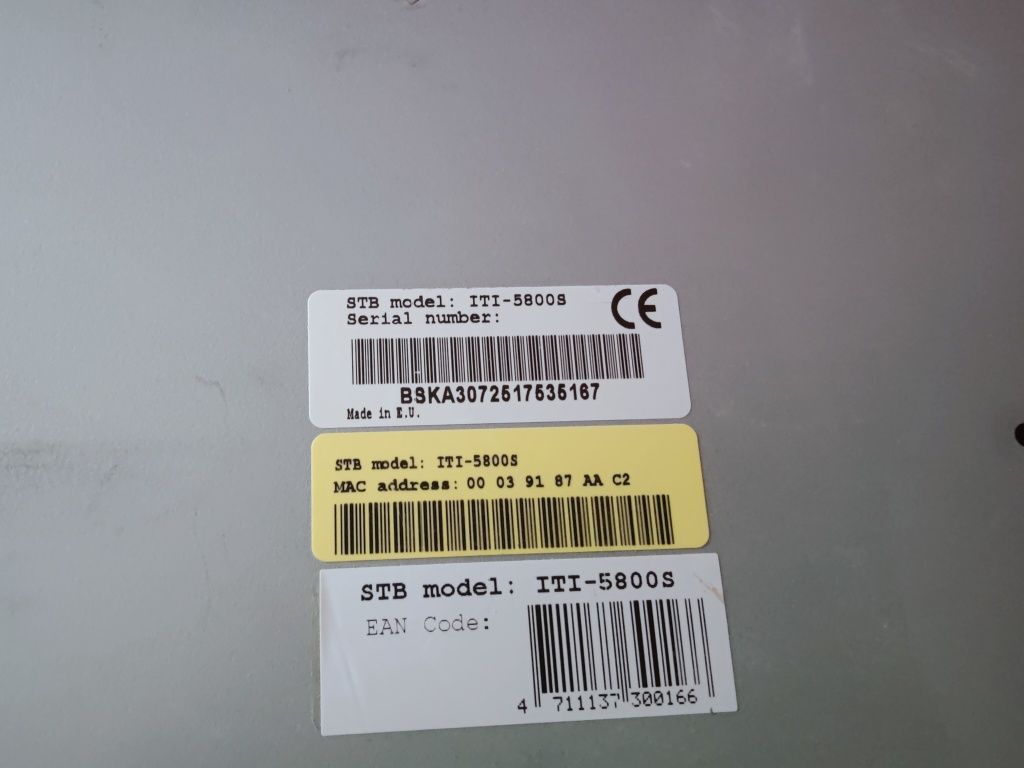 STB model: ITI-5800S
Serial number:
CE
BSKA3072517535167
Made in E.U.
STB model: ITI-5800S
MAC address: 00 03 91 87 AA C2
STB model: ITI-5800S
EAN Code:
4 711137 300166